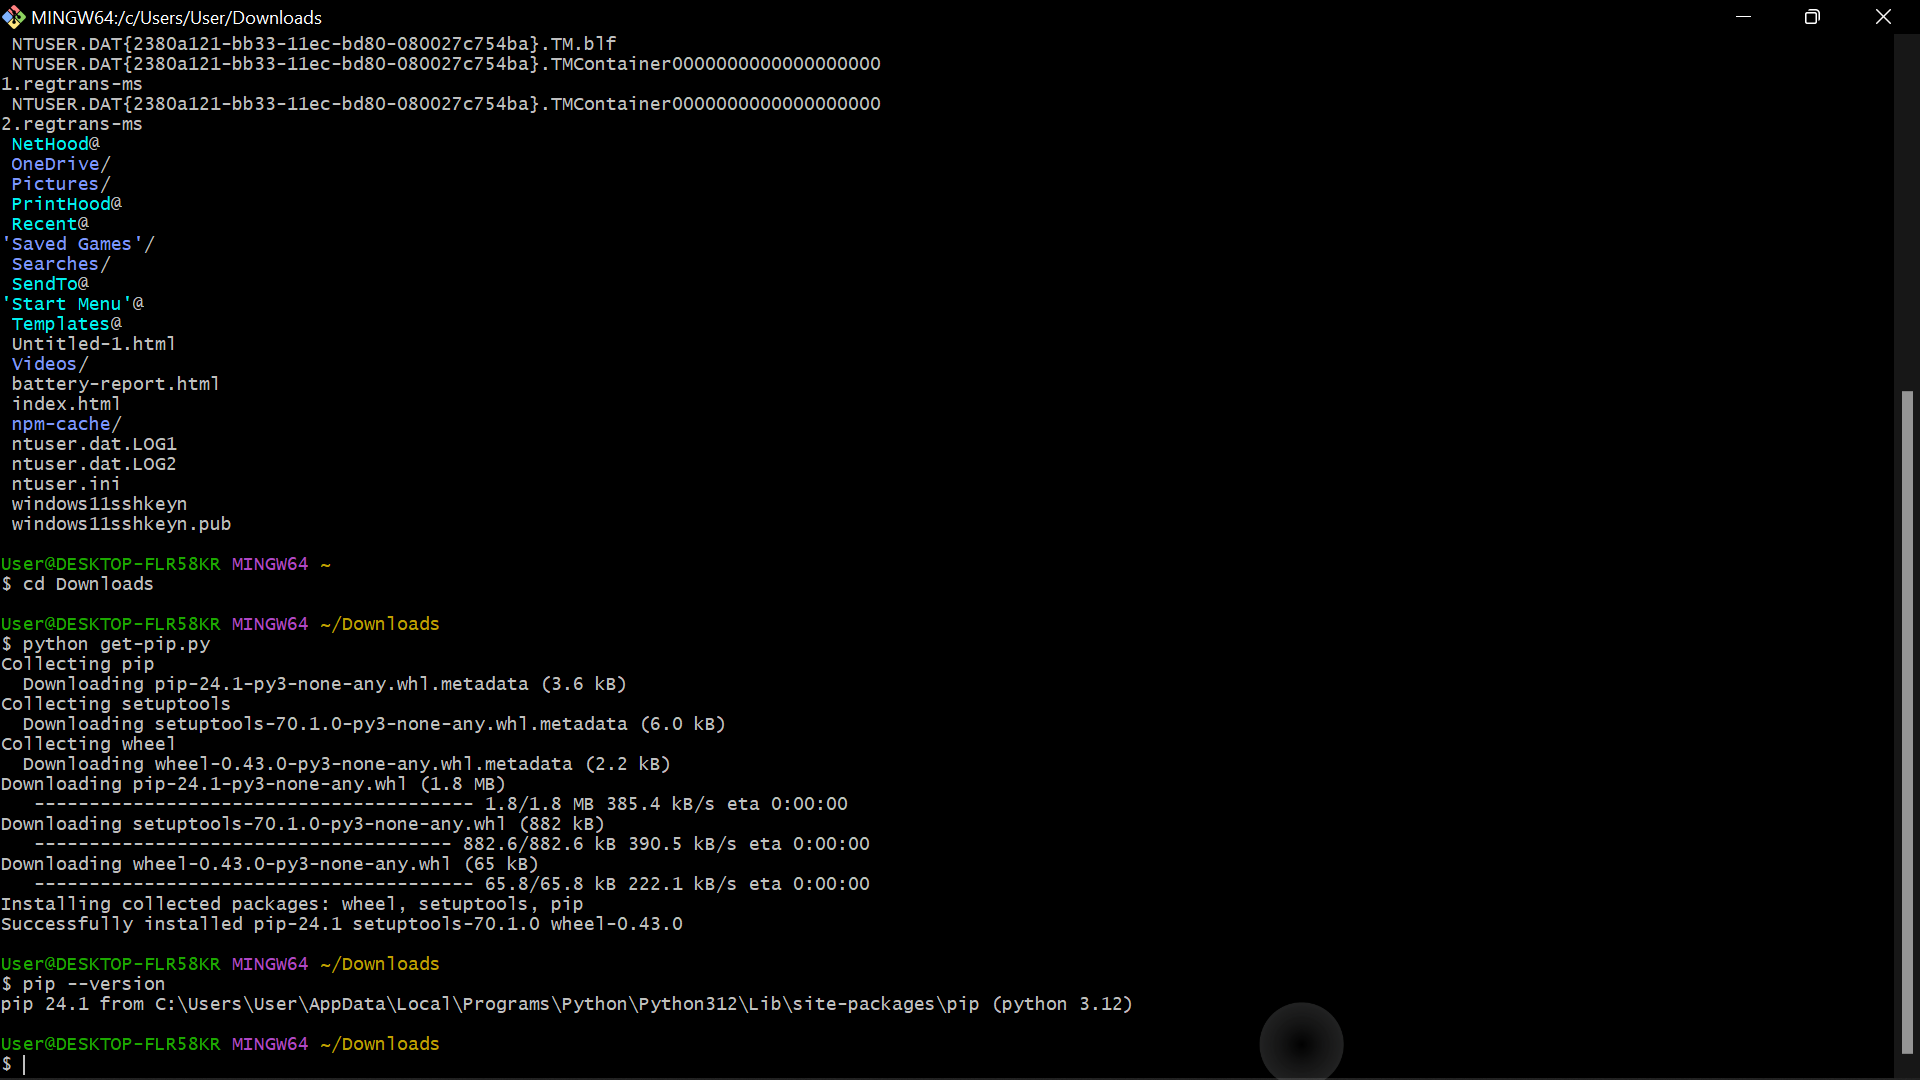 MINGW64:/c/Users/User/Downloads
NTUSER.DAT{2380a121-bb33-11ec-bd80-080027c754ba}.TM.blf
NTUSER.DAT{2380a121-bb33-11ec-bd80-080027c754ba}.TMContainer0000000000000000000
1.regtrans-ms
NTUSER.DAT{2380a121-bb33-11ec-bd80-080027c754ba}.TMContainer0000000000000000000
2.regtrans-ms
NetHood@
OneDrive/
Pictures/
PrintHood@
Recent@
'Saved Games'/
Searches/
SendTo@
'Start Menu'@
Templates@
Untitled-1.html
Videos/
battery-report.html
index.html
npm-cache/
ntuser.dat.LOG1
ntuser.dat.LOG2
ntuser.ini
windows11sshkeyn
windows11sshkeyn.pub
User@DESKTOP-FLR58KR MINGW64 ~
$ cd Downloads
User@DESKTOP-FLR58KR MINGW64 ~/Downloads
$ python get-pip.py
Collecting pip
Downloading pip-24.1-py3-none-any.whl.metadata (3.6 kB)
Collecting setuptools
Downloading setuptools-70.1.0-py3-none-any.whl.metadata (6.0 kB)
Collecting wheel
Downloading wheel-0.43.0-py3-none-any.whl.metadata (2.2 kB)
Downloading pip-24.1-py3-none-any.whl (1.8 MB)
---------------------------------------- 1.8/1.8 MB 385.4 kB/s eta 0:00:00
Downloading setuptools-70.1.0-py3-none-any.whl (882 kB)
-------------------------------------- 882.6/882.6 kB 390.5 kB/s eta 0:00:00
Downloading wheel-0.43.0-py3-none-any.whl (65 kB)
---------------------------------------- 65.8/65.8 kB 222.1 kB/s eta 0:00:00
Installing collected packages: wheel, setuptools, pip
Successfully installed pip-24.1 setuptools-70.1.0 wheel-0.43.0
User@DESKTOP-FLR58KR MINGW64 ~/Downloads
$ pip --version
pip 24.1 from C:\Users\User\AppData\Local\Programs\Python\Python312\Lib\site-packages\pip (python 3.12)
User@DESKTOP-FLR58KR MINGW64 ~/Downloads
$